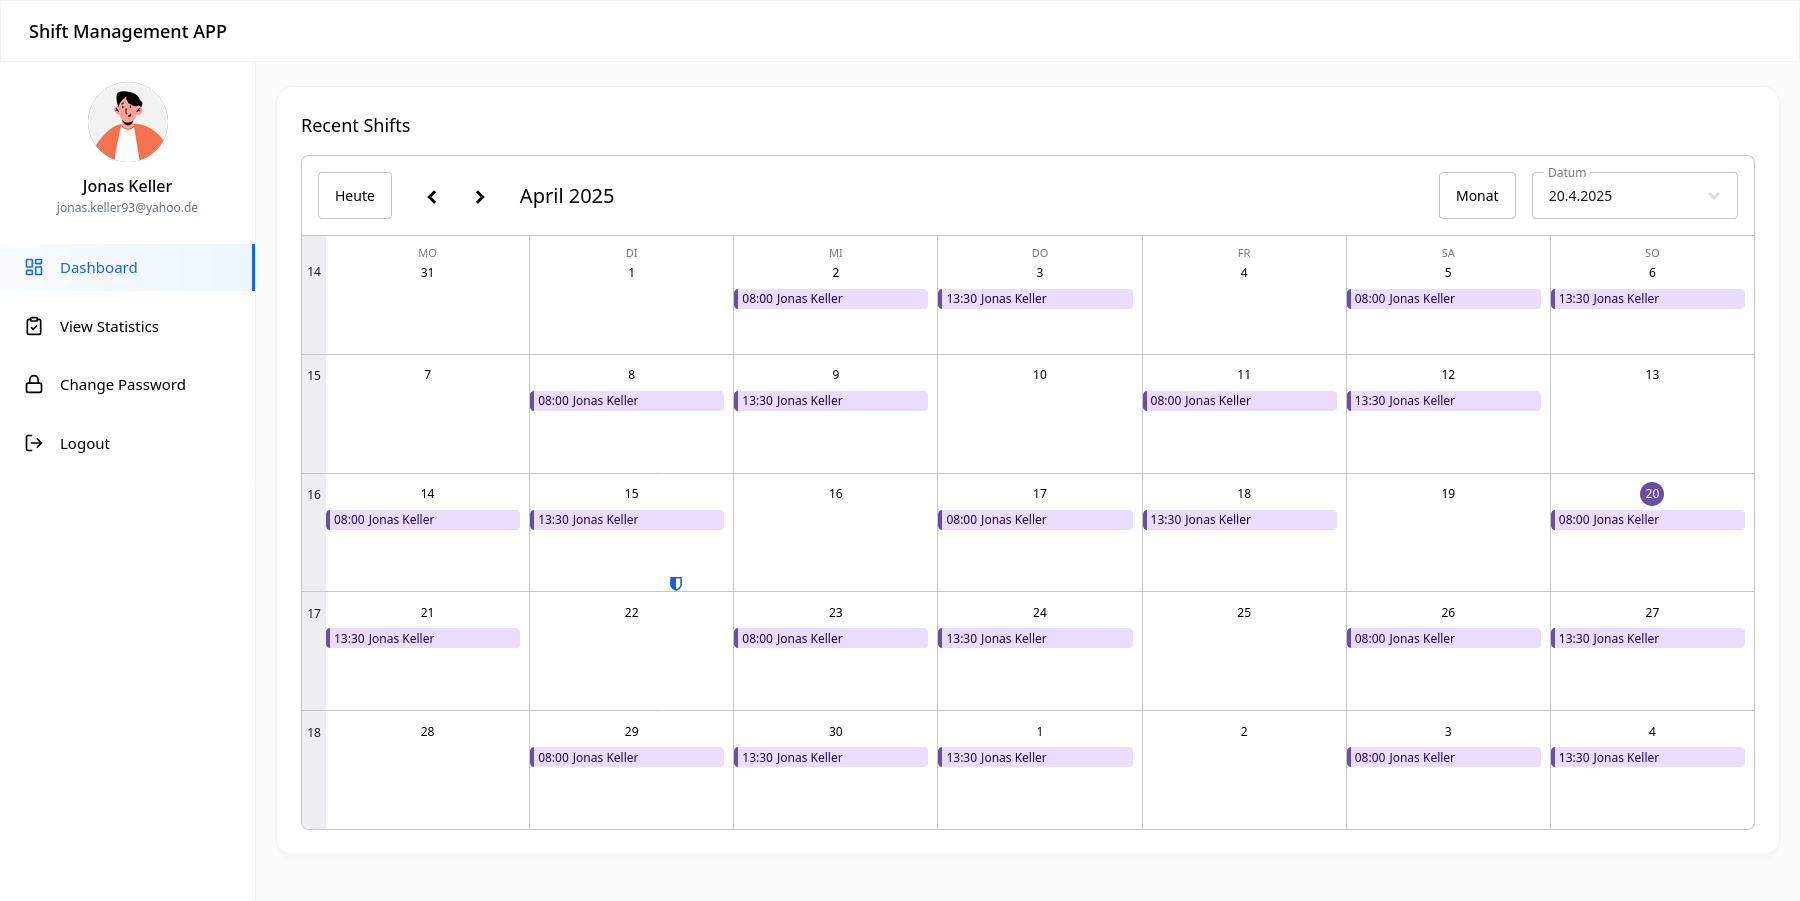 Shift Management APP
Jonas Keller
jonas.keller93@yahoo.de
Dashboard
View Statistics
Change Password
Logout
Recent Shifts
Heute
April 2025
Monat
Datum
20.4.2025
MO DI MI DO FR SA SO
14 31 1 2 3 4 5 6
08:00 Jonas Keller 13:30 Jonas Keller 08:00 Jonas Keller 13:30 Jonas Keller
15 7 8 9 10 11 12 13
08:00 Jonas Keller 13:30 Jonas Keller 08:00 Jonas Keller 13:30 Jonas Keller
16 14 15 16 17 18 19 20
08:00 Jonas Keller 13:30 Jonas Keller 08:00 Jonas Keller 13:30 Jonas Keller 08:00 Jonas Keller
17 21 22 23 24 25 26 27
13:30 Jonas Keller 08:00 Jonas Keller 13:30 Jonas Keller 08:00 Jonas Keller 13:30 Jonas Keller
18 28 29 30 1 2 3 4
08:00 Jonas Keller 13:30 Jonas Keller 13:30 Jonas Keller 08:00 Jonas Keller 13:30 Jonas Keller